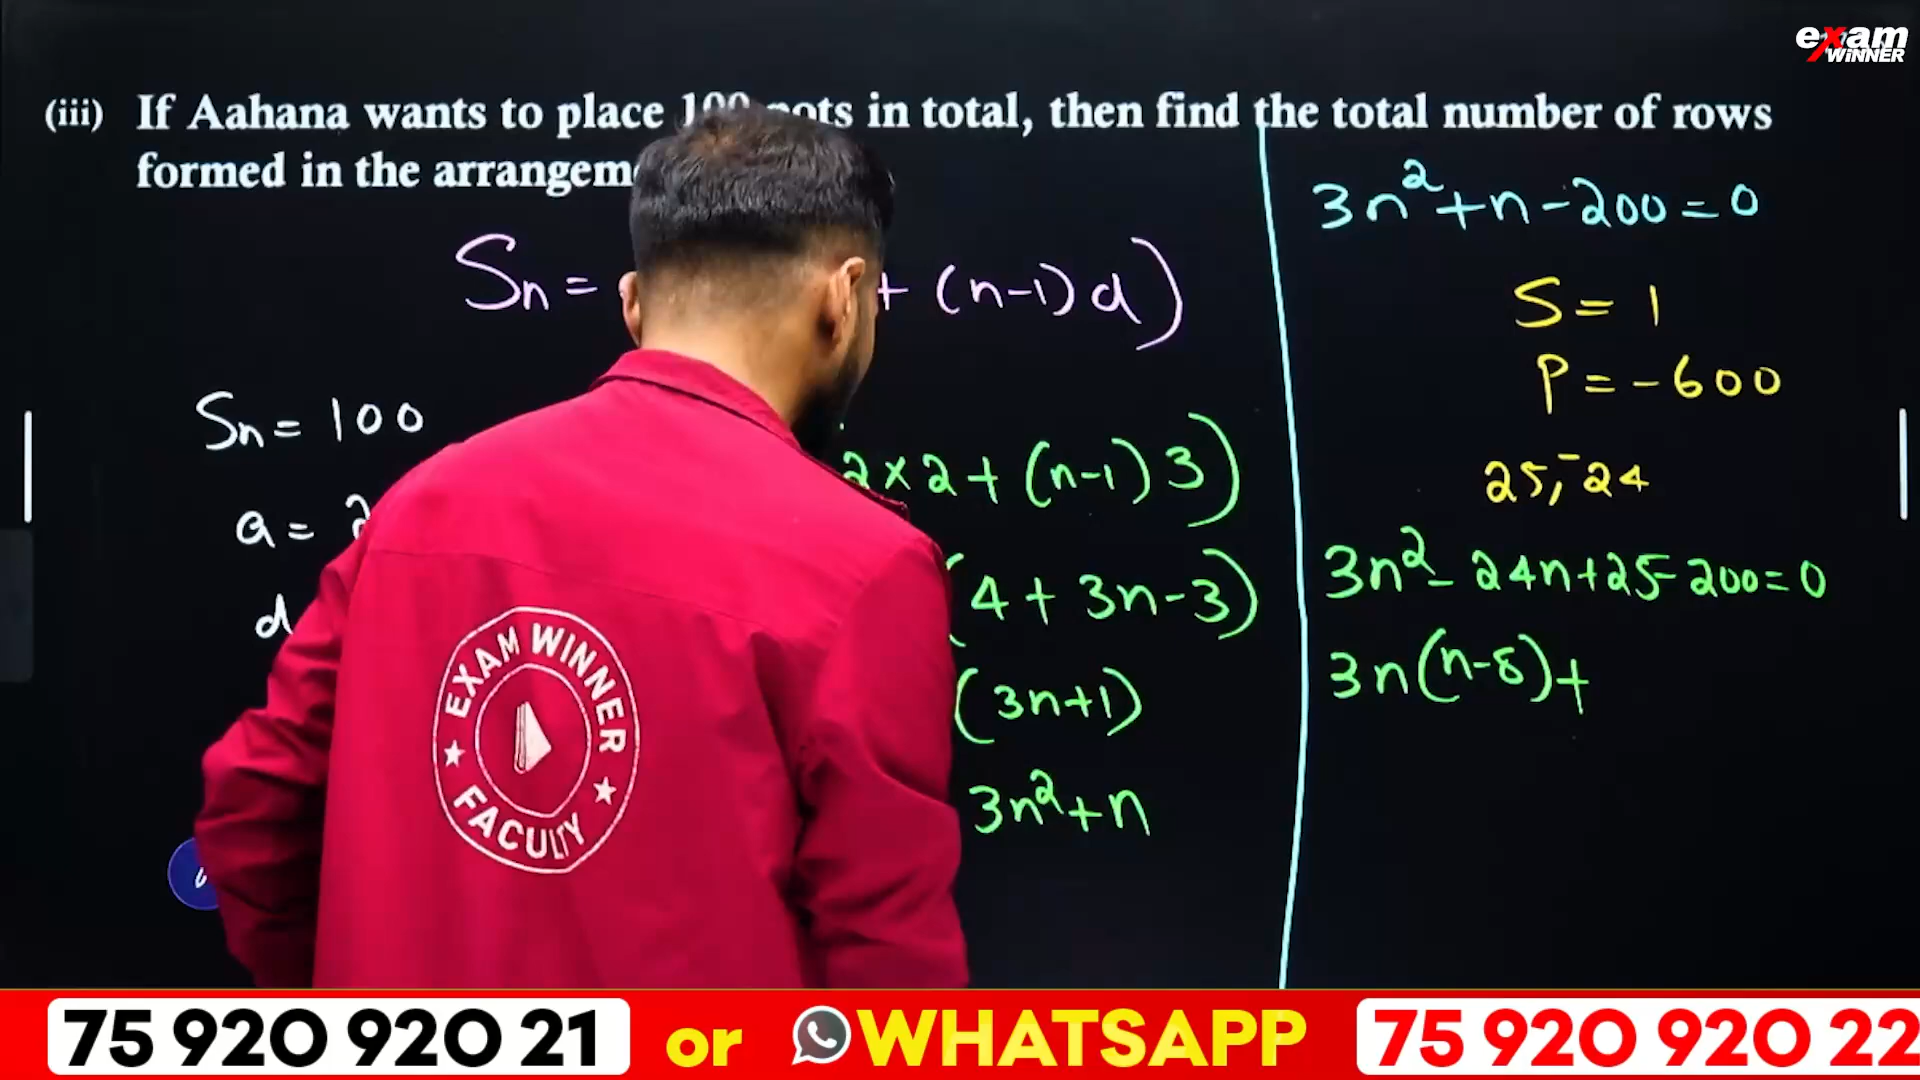 exam
WiNNER
(iii) If Aahana wants to place 100 pots in total, then find the total number of rows
formed in the
Sn = + (n-1) d)
Sn = 100
a = 2
d
2 × 2 + (n-1) 3)
(4 + 3n - 3)
(3n+1)
3n² + n
3n² + n - 200 = 0
S = 1
P = -600
25, -24
3n² - 24n + 25 - 200 = 0
3n(n-8) +
EXAM WINNER
FACULTY
75 920 920 21 or WHATSAPP 75 920 920 22